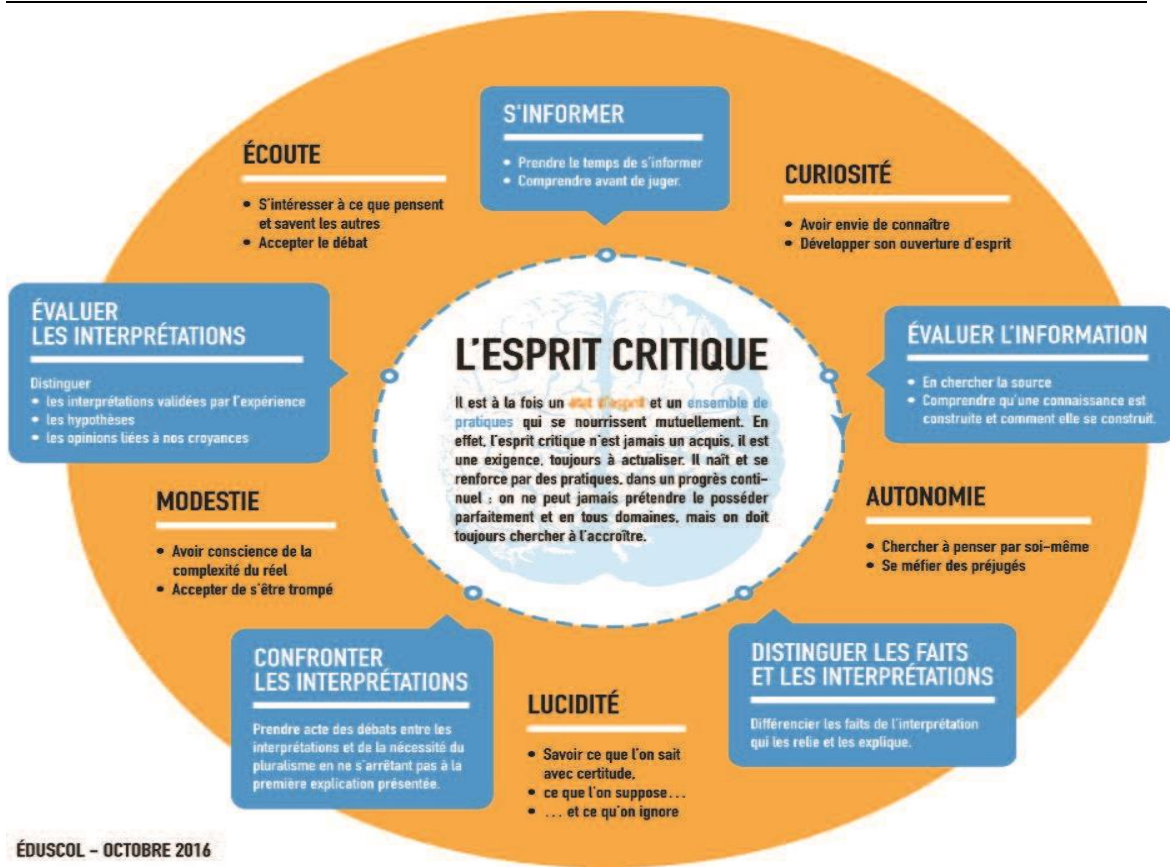 S'INFORMER
• Prendre le temps de s'informer
• Comprendre avant de juger.
ÉCOUTE
• S'intéresser à ce que pensent
et savent les autres
• Accepter le débat
CURIOSITÉ
• Avoir envie de connaître
• Développer son ouverture d'esprit
ÉVALUER
LES INTERPRÉTATIONS
Distinguer
• les interprétations validées par l'expérience
• les hypothèses
• les opinions liées à nos croyances
L'ESPRIT CRITIQUE
Il est à la fois un état d'esprit et un ensemble de
pratiques qui se nourrissent mutuellement. En
effet, l'esprit critique n'est jamais un acquis, il est
une exigence, toujours à actualiser. Il naît et se
renforce par des pratiques, dans un progrès conti-
nuel : on ne peut jamais prétendre le posséder
parfaitement et en tous domaines, mais on doit
toujours chercher à l'accroître.
ÉVALUER L'INFORMATION
• En chercher la source
• Comprendre qu'une connaissance est
construite et comment elle se construit.
MODESTIE
• Avoir conscience de la
complexité du réel
• Accepter de s'être trompé
AUTONOMIE
• Chercher à penser par soi-même
• Se méfier des préjugés
CONFRONTER
LES INTERPRÉTATIONS
Prendre acte des débats entre les
interprétations et de la nécessité du
pluralisme en ne s'arrêtant pas à la
première explication présentée.
LUCIDITÉ
• Savoir ce que l'on sait
avec certitude,
• ce que l'on suppose...
• ... et ce qu'on ignore
DISTINGUER LES FAITS
ET LES INTERPRÉTATIONS
Différencier les faits de l'interprétation
qui les relie et les explique.
ÉDUSCOL – OCTOBRE 2016